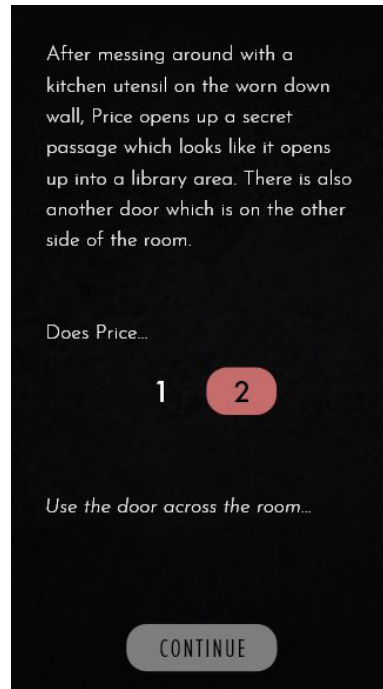 After messing around with a
kitchen utensil on the worn down
wall, Price opens up a secret
passage which looks like it opens
up into a library area. There is also
another door which is on the other
side of the room.
Does Price...
1 2
Use the door across the room...
CONTINUE